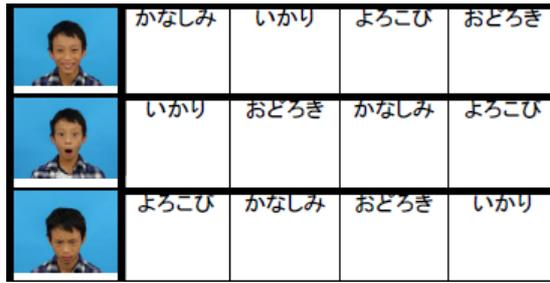 かなしみ いかり よろこび おどろき
いかり おどろき かなしみ よろこび
よろこび かなしみ おどろき いかり